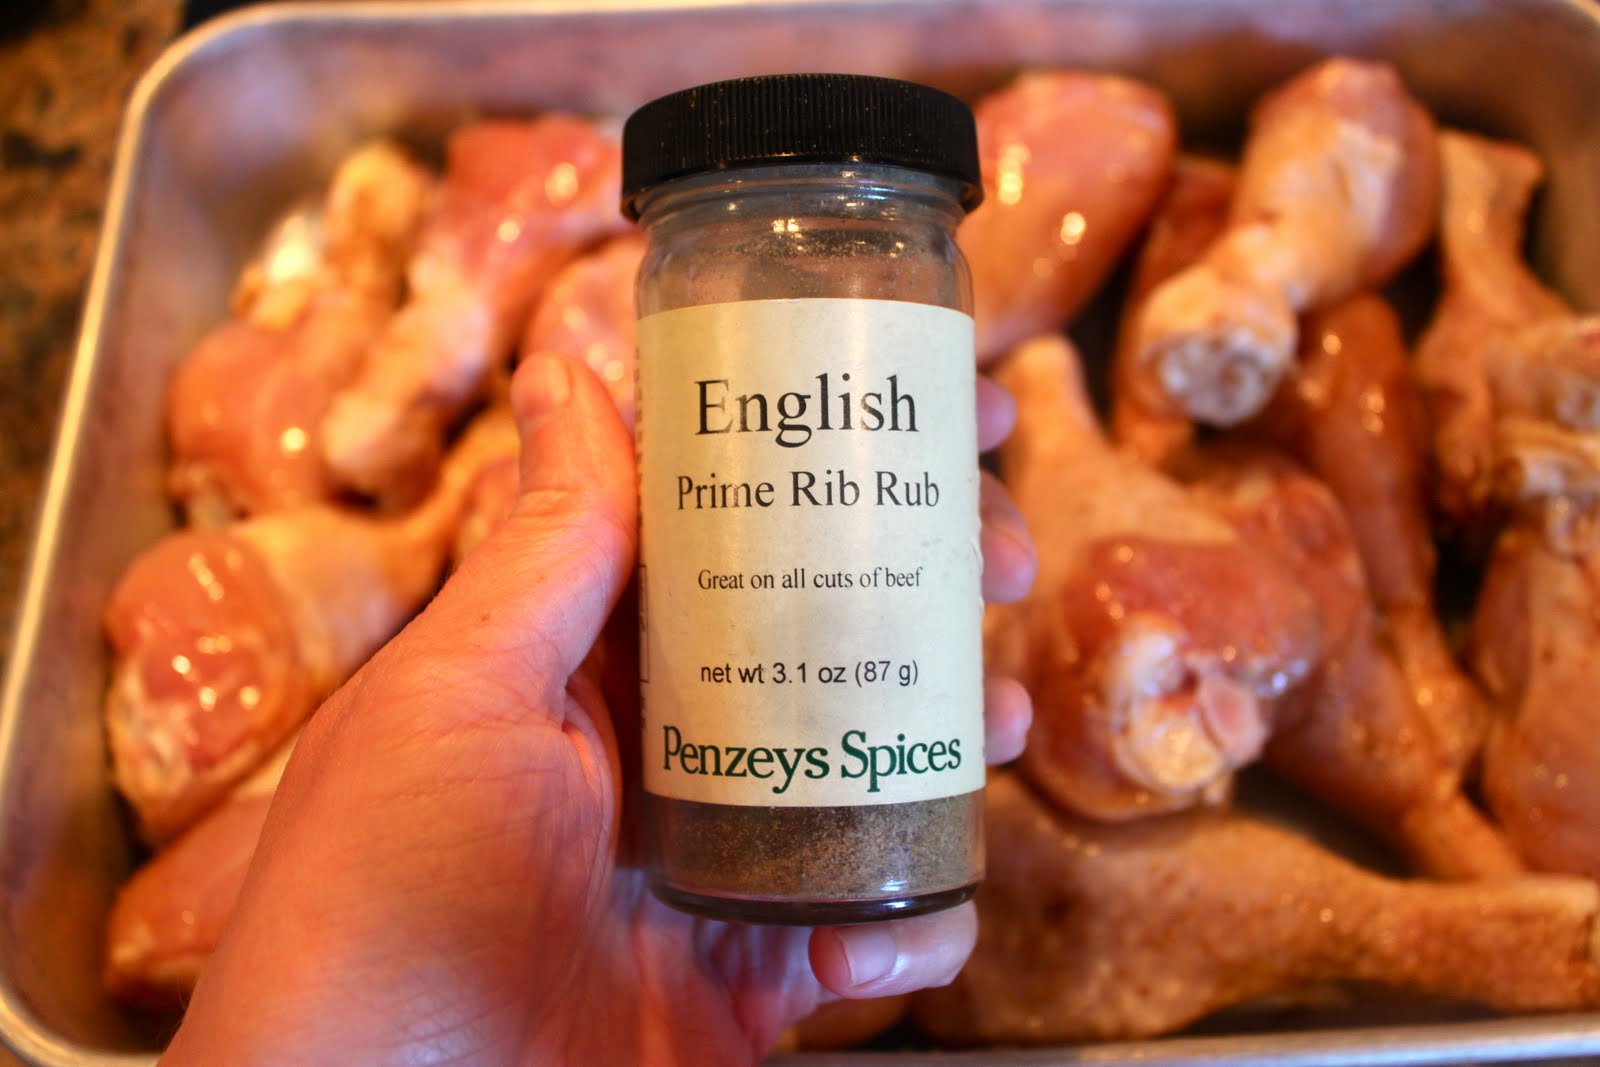 English
Prime Rib Rub
Great on all cuts of beef
net wt 3.1 oz (87 g)
Penzeys Spices